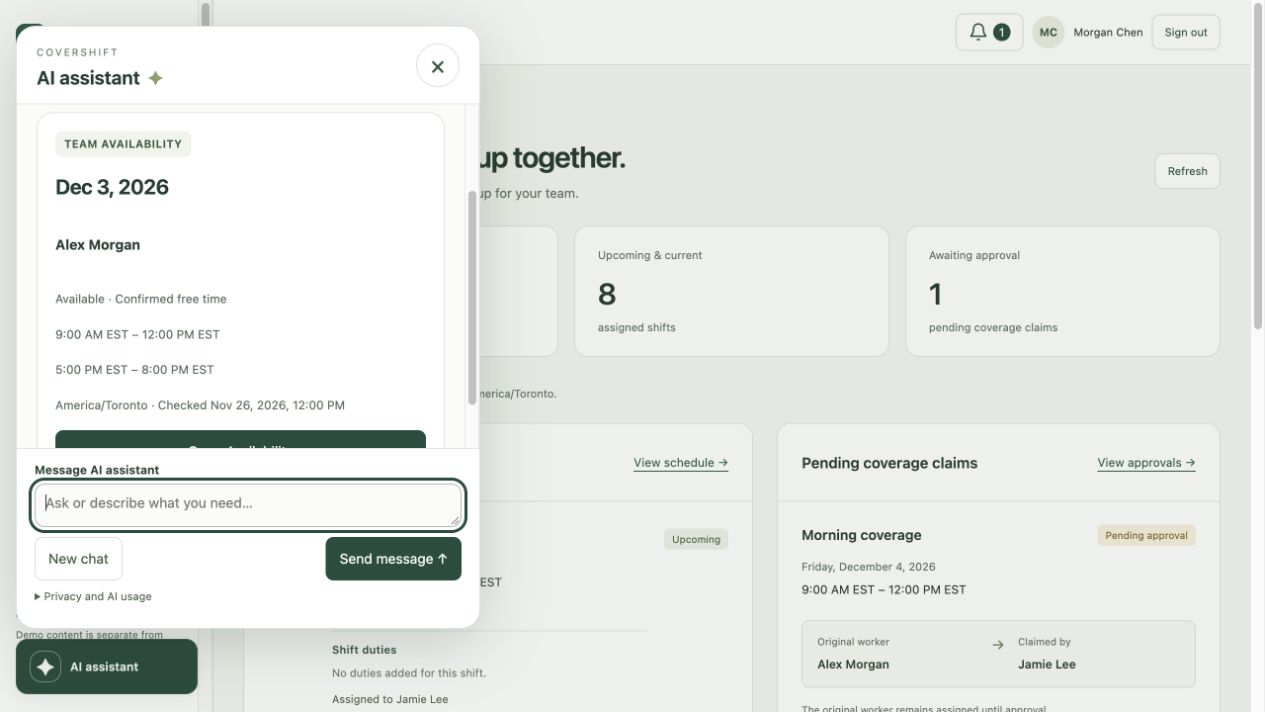 COVERSHIFT
AI assistant
TEAM AVAILABILITY
Dec 3, 2026
Alex Morgan
Available · Confirmed free time
9:00 AM EST – 12:00 PM EST
5:00 PM EST – 8:00 PM EST
America/Toronto · Checked Nov 26, 2026, 12:00 PM
Message AI assistant
Ask or describe what you need...
New chat
Send message ↑
Privacy and AI usage
Demo content is separate from
AI assistant
1
MC
Morgan Chen
Sign out
up together.
up for your team.
Refresh
Upcoming & current
8
assigned shifts
Awaiting approval
1
pending coverage claims
merica/Toronto.
View schedule →
Upcoming
EST
Shift duties
No duties added for this shift.
Assigned to Jamie Lee
Pending coverage claims
View approvals →
Morning coverage
Pending approval
Friday, December 4, 2026
9:00 AM EST – 12:00 PM EST
Original worker
Alex Morgan
→
Claimed by
Jamie Lee
The original worker remains assigned until approval